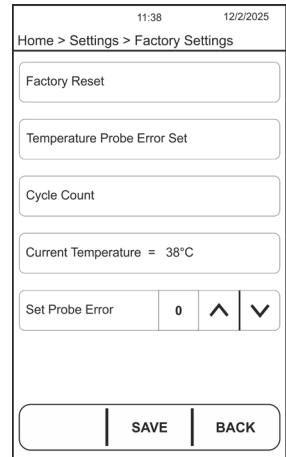 11:38 12/2/2025
Home > Settings > Factory Settings
Factory Reset
Temperature Probe Error Set
Cycle Count
Current Temperature = 38°C
Set Probe Error 0
SAVE BACK